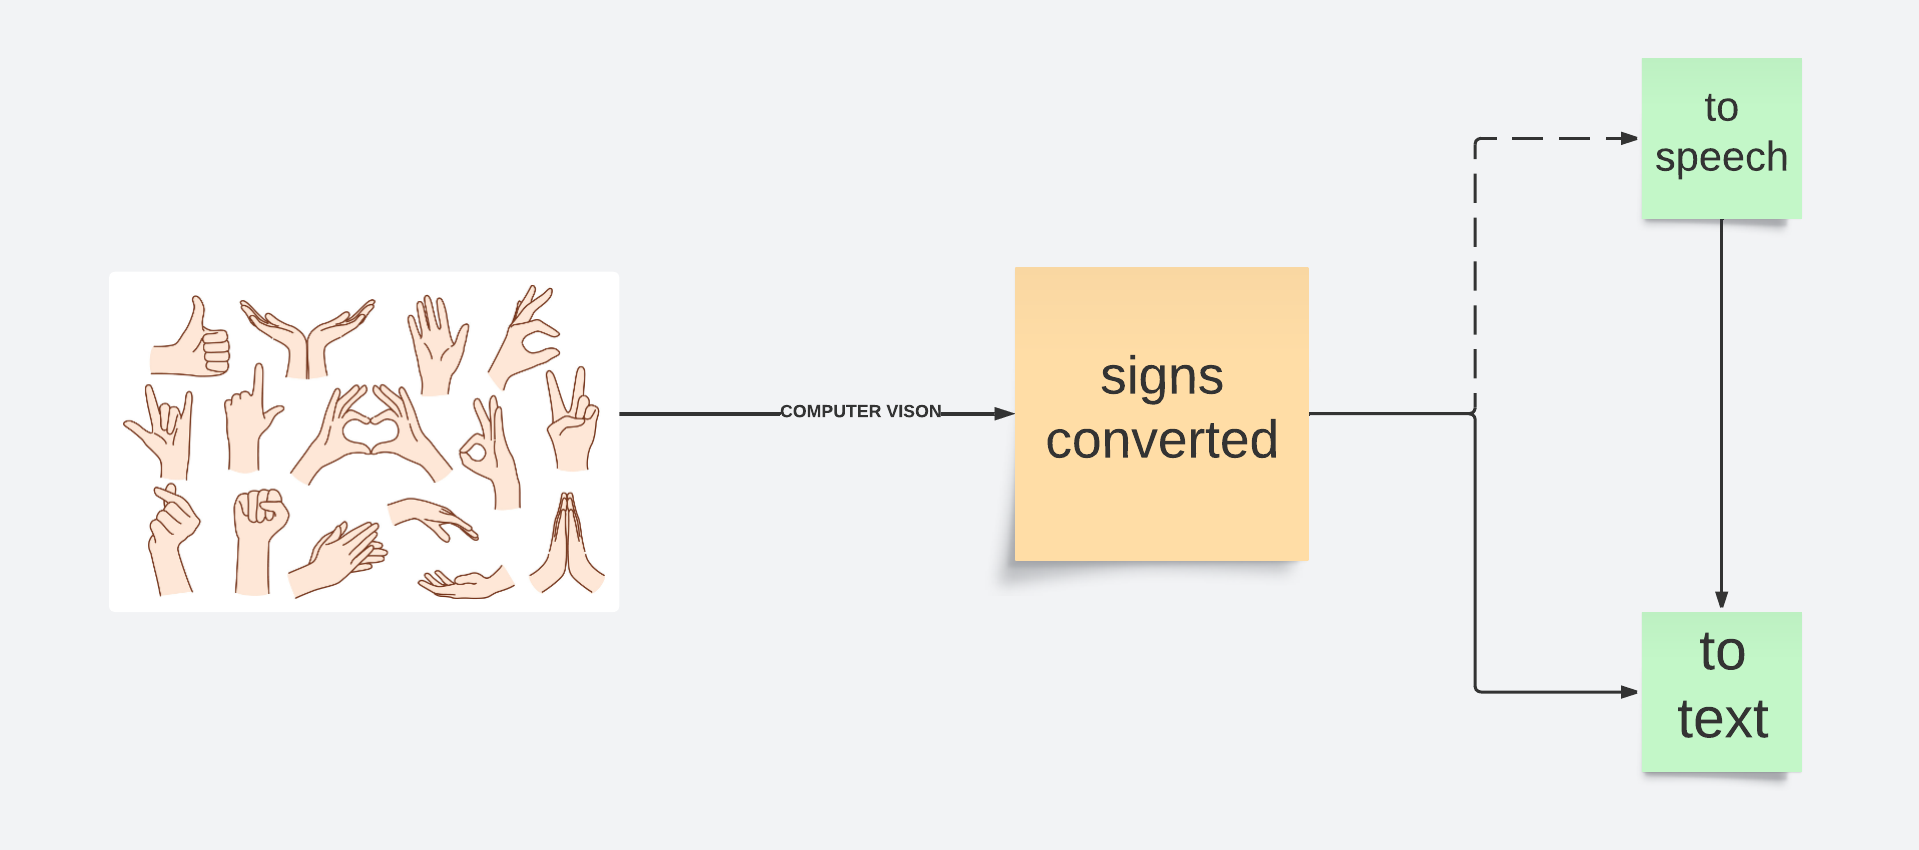 COMPUTER VISON
signs
converted
to
speech
to
text